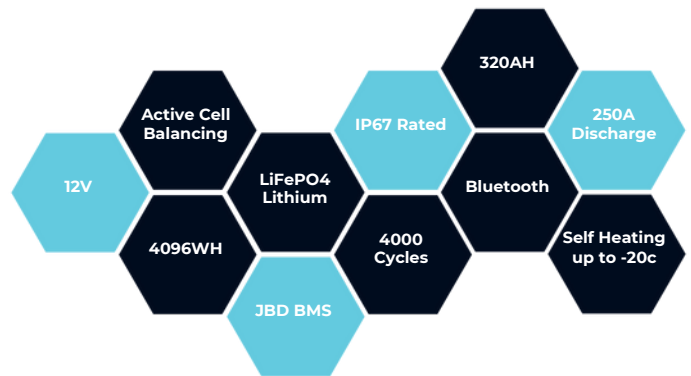 320AH
Active Cell
Balancing
IP67 Rated
250A
Discharge
12V
LiFePO4
Lithium
Bluetooth
4096WH
4000
Cycles
Self Heating
up to -20c
JBD BMS